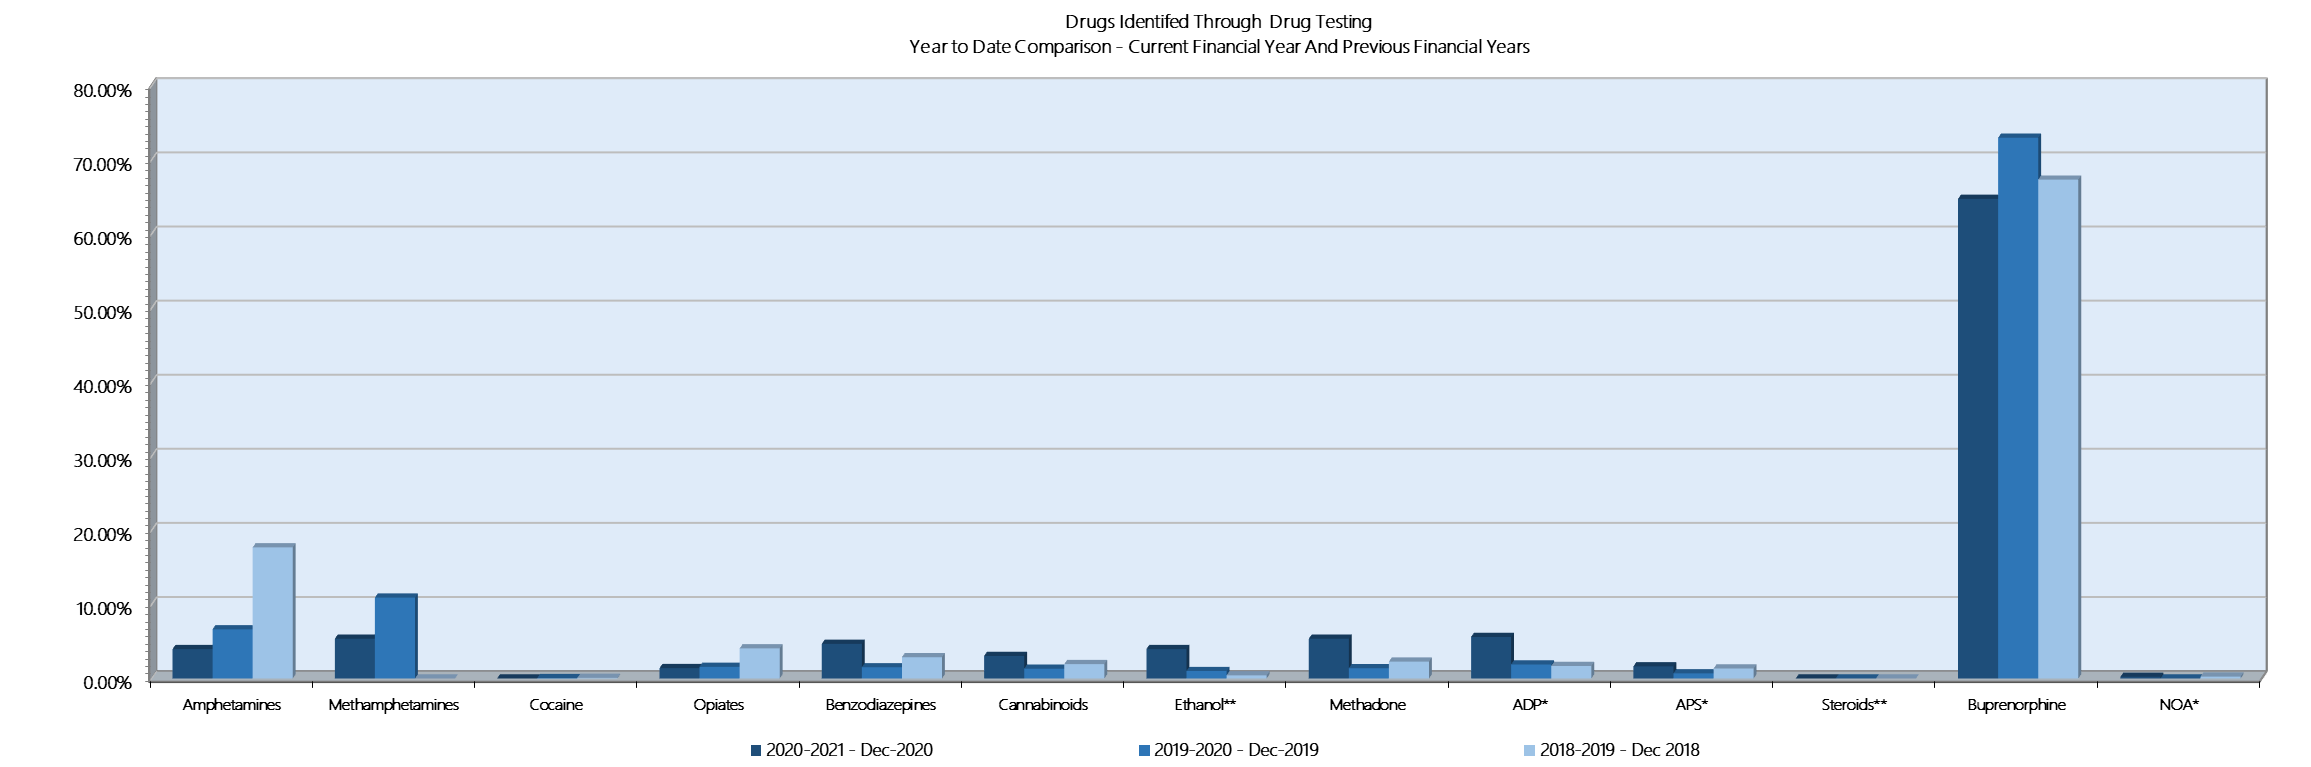 Drugs Identifed Through Drug Testing
Year to Date Comparison - Current Financial Year And Previous Financial Years
80.00%
70.00%
60.00%
50.00%
40.00%
30.00%
20.00%
10.00%
0.00%
Amphetamines Methamphetamines Cocaine Opiates Benzodiazepines Cannabinoids Ethanol** Methadone ADP* APS* Steroids** Buprenorphine NOA*
2020-2021 - Dec-2020 2019-2020 - Dec-2019 2018-2019 - Dec 2018